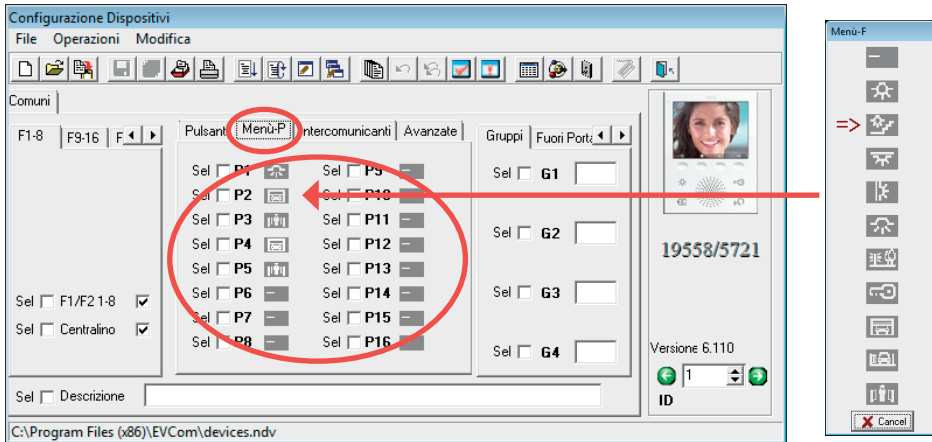 Configurazione Dispositivi
File Operazioni Modifica
Comuni
F1-8 F9-16 F
Pulsant Menù-P Intercomunicanti Avanzate
Gruppi Fuori Porta
Sel P1 Sel P9
Sel P2 Sel P10
Sel P3 Sel P11
Sel P4 Sel P12
Sel P5 Sel P13
Sel P6 Sel P14
Sel P7 Sel P15
Sel P8 Sel P16
Sel F1/F2 1-8
Sel Centralino
Sel G1
Sel G2
Sel G3
Sel G4
19558/5721
Versione 6.110
1
ID
Sel Descrizione
C:\Program Files (x86)\EVCom\devices.ndv
Menù-F
=>
Cancel